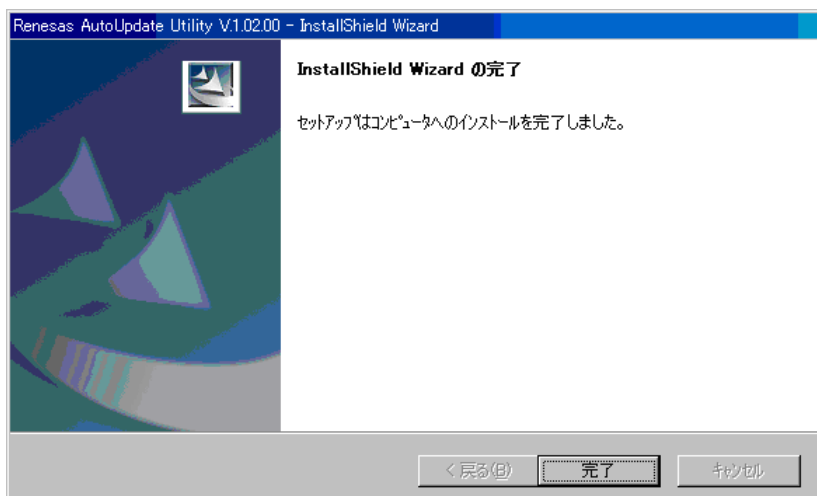 Renesas AutoUpdate Utility V.1.02.00 - InstallShield Wizard
InstallShield Wizard の完了
セットアップはコンピュータへのインストールを完了しました。
< 戻る(B)
完了
キャンセル